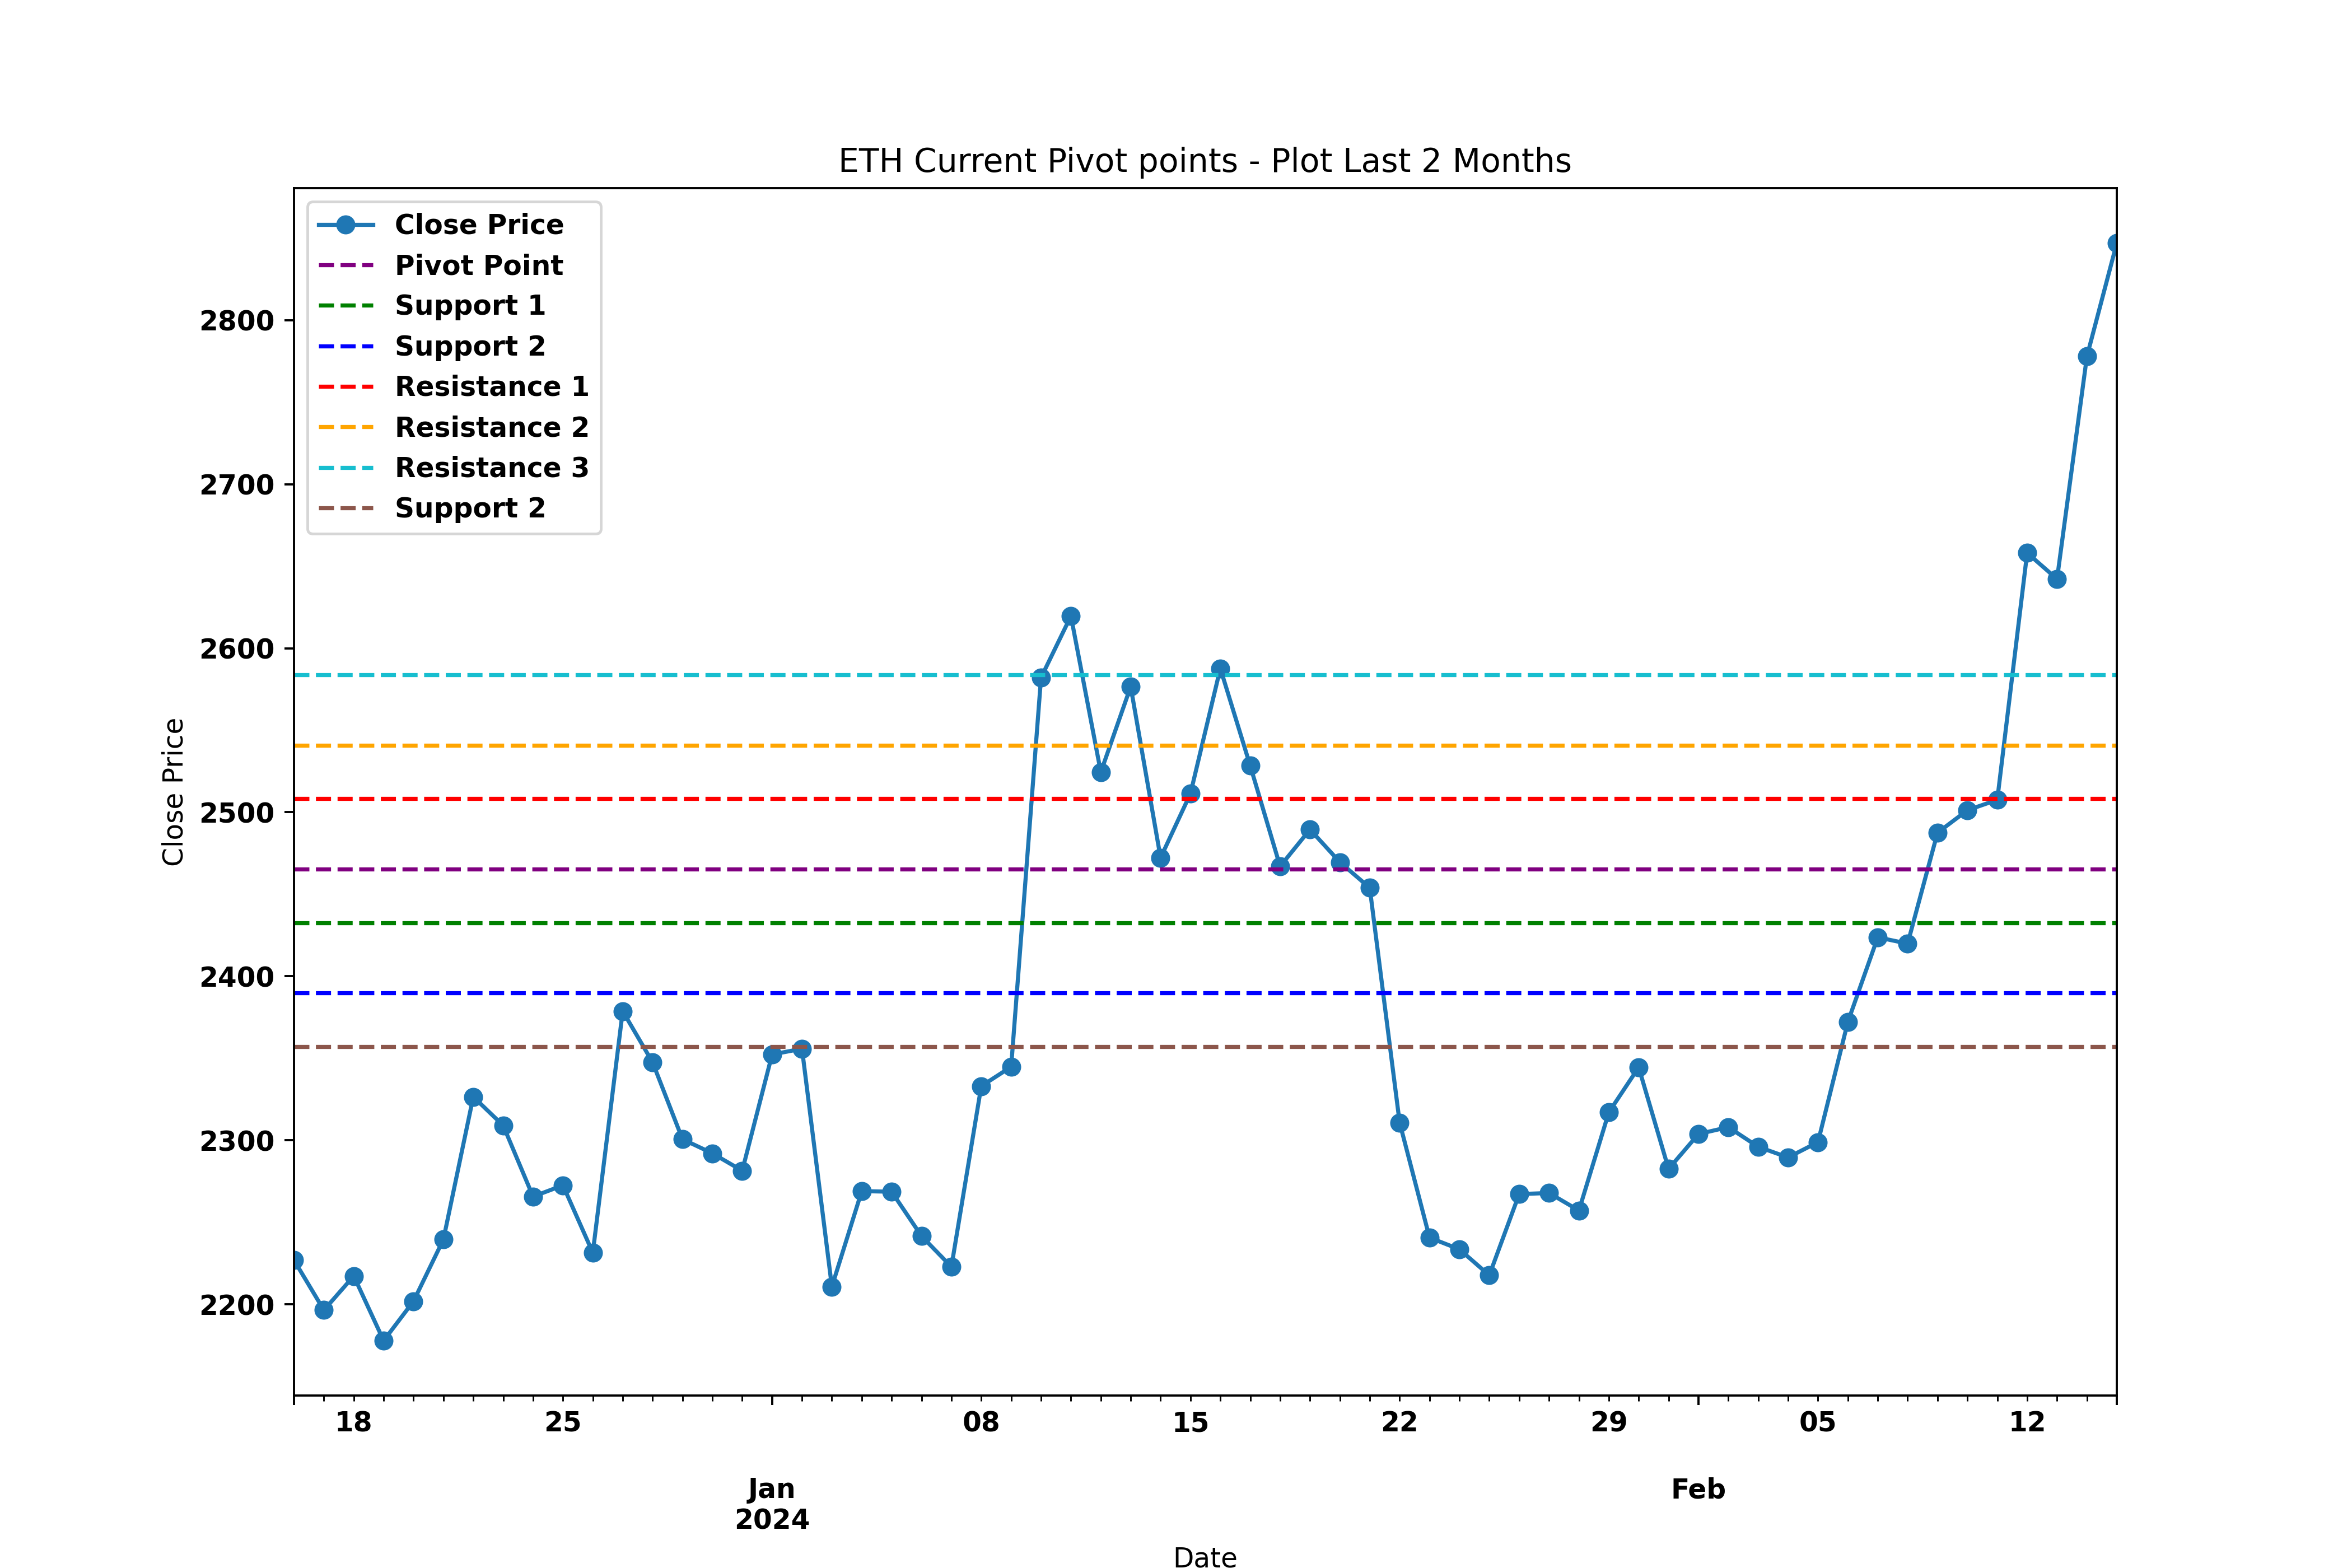 ETH Current Pivot points - Plot Last 2 Months
Close Price
Pivot Point
Support 1
Support 2
Resistance 1
Resistance 2
Resistance 3
Support 2
2800
2700
2600
2500
2400
2300
2200
Close Price
18 25 08 15 22 29 05 12
Jan Feb
2024
Date